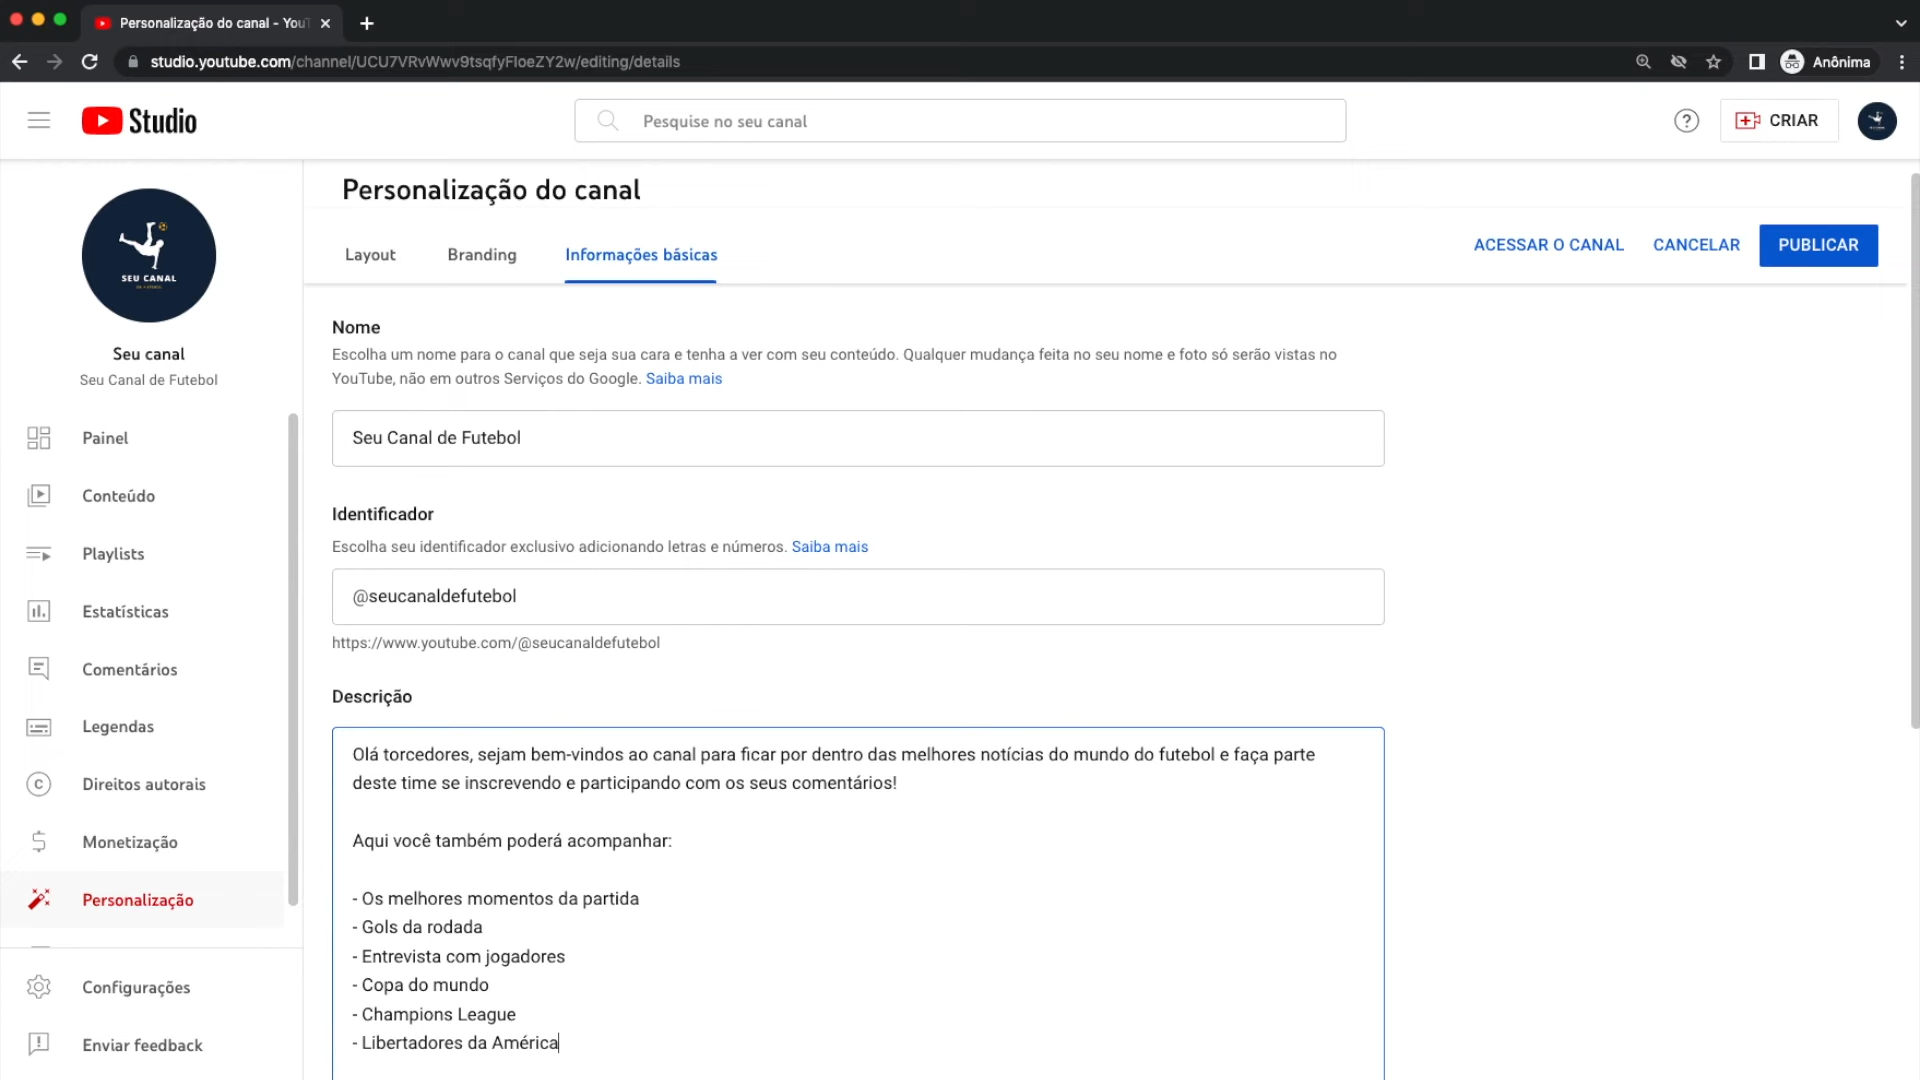 Personalização do canal - You
studio.youtube.com/channel/UCU7VRvWwv9tsqfyFIoeZY2w/editing/details
Anônima
Studio
Pesquise no seu canal
CRIAR
SEU CANAL
DE FUTEBOL
Seu canal
Seu Canal de Futebol
Painel
Conteúdo
Playlists
Estatísticas
Comentários
Legendas
Direitos autorais
Monetização
Personalização
Configurações
Enviar feedback
Personalização do canal
Layout
Branding
Informações básicas
ACESSAR O CANAL
CANCELAR
PUBLICAR
Nome
Escolha um nome para o canal que seja sua cara e tenha a ver com seu conteúdo. Qualquer mudança feita no seu nome e foto só serão vistas no
YouTube, não em outros Serviços do Google. Saiba mais
Seu Canal de Futebol
Identificador
Escolha seu identificador exclusivo adicionando letras e números. Saiba mais
@seucanaldefutebol
https://www.youtube.com/@seucanaldefutebol
Descrição
Olá torcedores, sejam bem-vindos ao canal para ficar por dentro das melhores notícias do mundo do futebol e faça parte
deste time se inscrevendo e participando com os seus comentários!
Aqui você também poderá acompanhar:
- Os melhores momentos da partida
- Gols da rodada
- Entrevista com jogadores
- Copa do mundo
- Champions League
- Libertadores da América